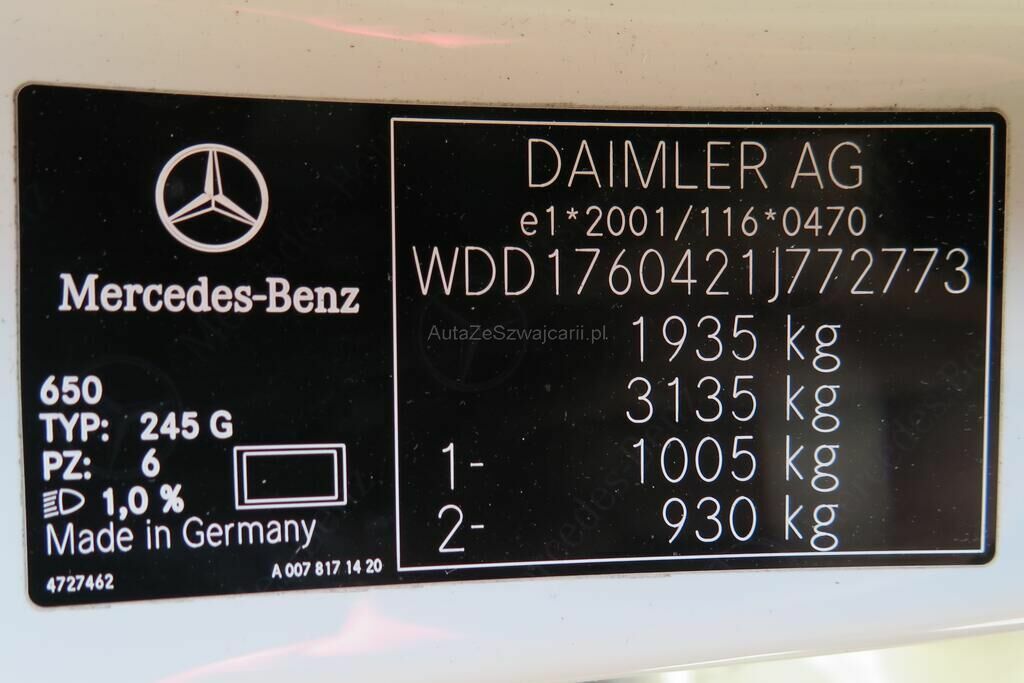 Mercedes-Benz
650
TYP: 245 G
PZ: 6
1,0 %
Made in Germany
4727462
A 007 817 14 20
DAIMLER AG
e1*2001/116*0470
WDD1760421J772773
AutaZeSzwajcarii.pl
1935 kg
3135 kg
1- 1005 kg
2- 930 kg